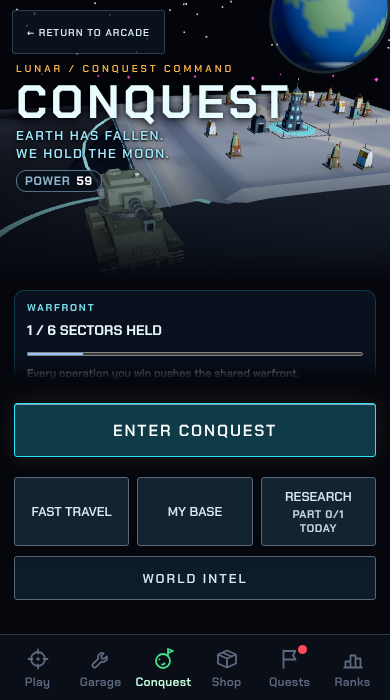 ← RETURN TO ARCADE
LUNAR / CONQUEST COMMAND
CONQUEST
EARTH HAS FALLEN.
WE HOLD THE MOON.
POWER 59
WARFRONT
1 / 6 SECTORS HELD
Every operation you win pushes the shared warfront.
ENTER CONQUEST
FAST TRAVEL
MY BASE
RESEARCH
PART 0/1
TODAY
WORLD INTEL
Play
Garage
Conquest
Shop
Quests
Ranks